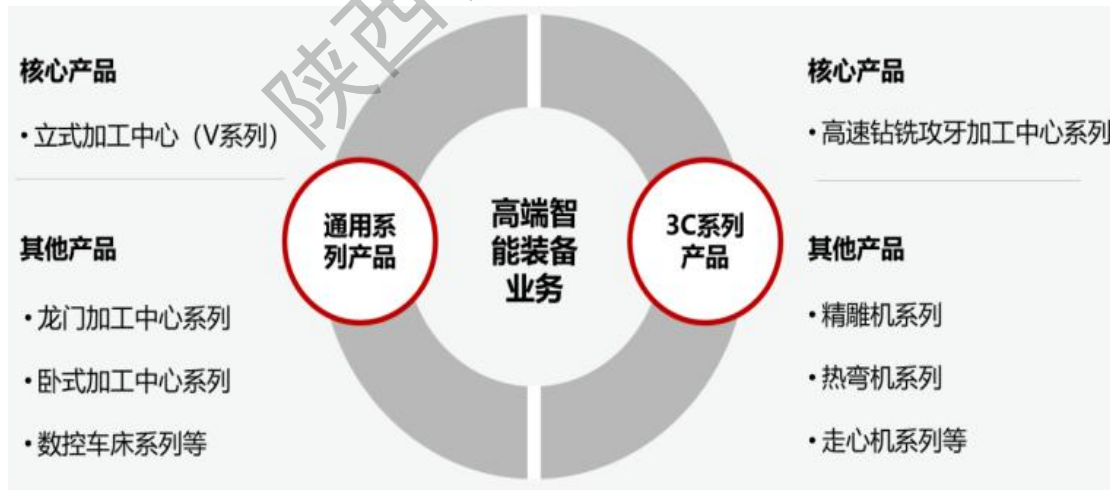 陕西
核心产品
•立式加工中心（V系列）
其他产品
•龙门加工中心系列
•卧式加工中心系列
•数控车床系列等
通用系
列产品
高端智
能装备
业务
3C系列
产品
核心产品
•高速钻铣攻牙加工中心系列
其他产品
•精雕机系列
•热弯机系列
•走心机系列等